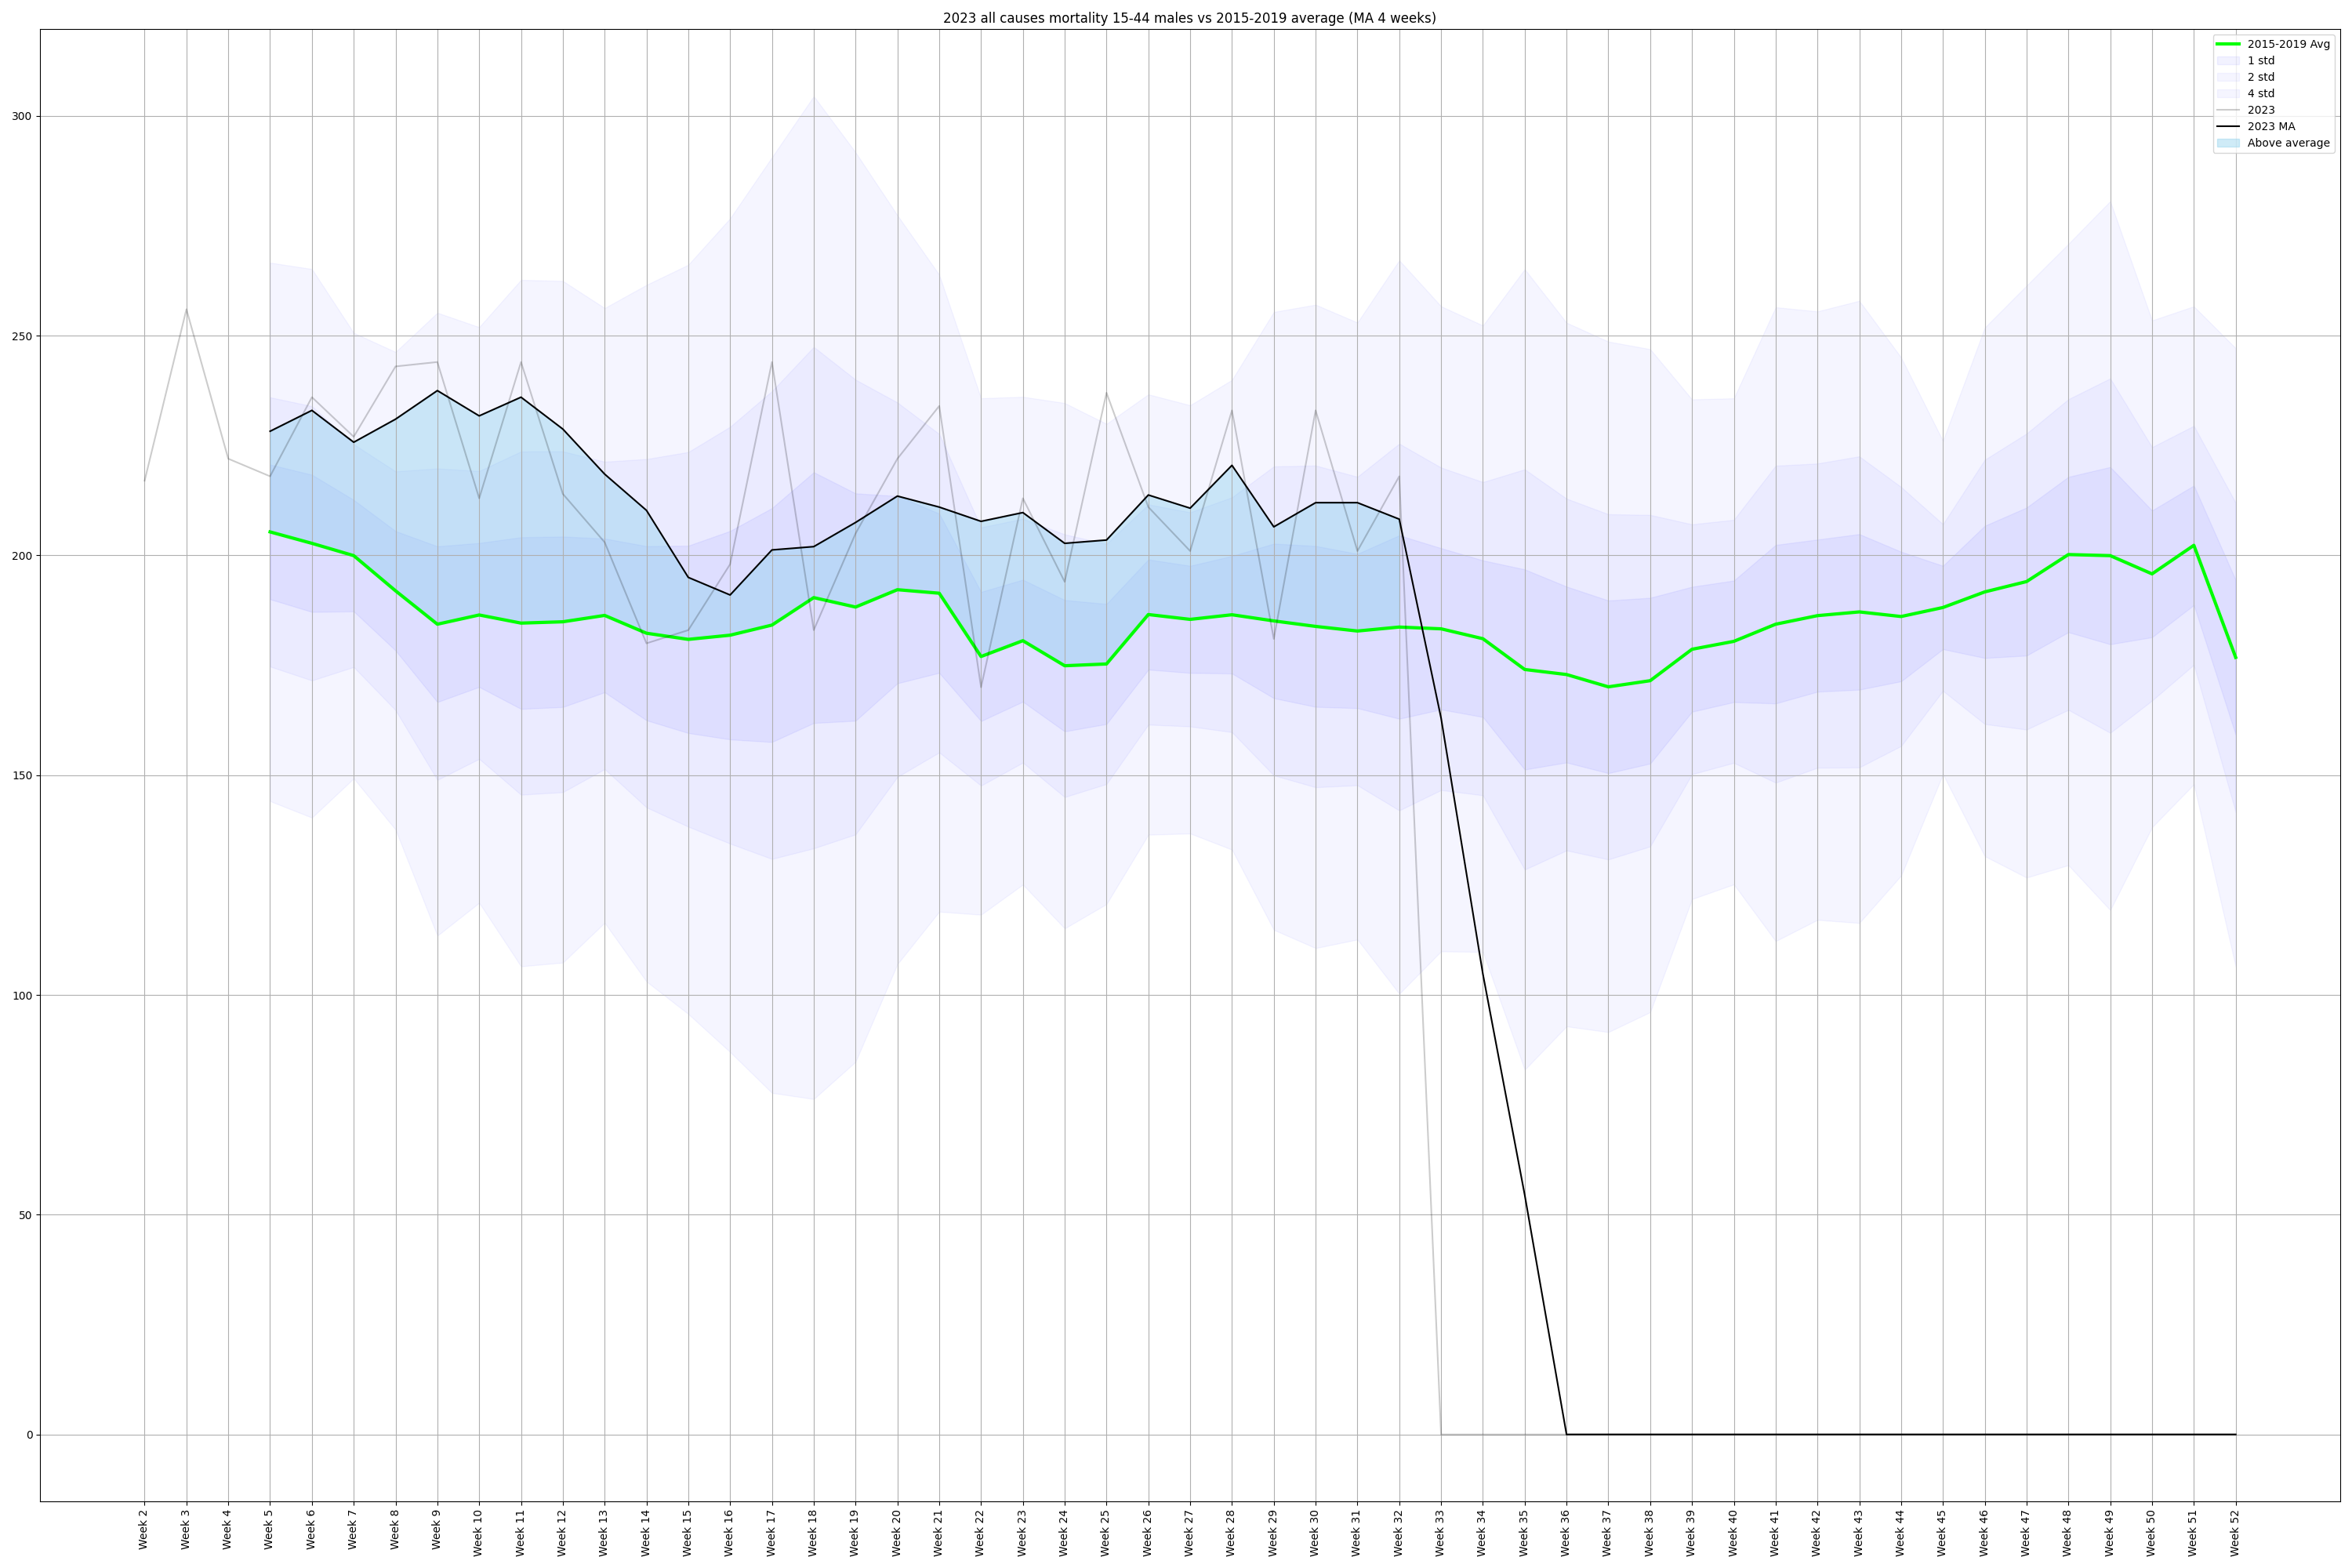 2023 all causes mortality 15-44 males vs 2015-2019 average (MA 4 weeks)
2015-2019 Avg
1 std
2 std
4 std
2023
2023 MA
Above average
300
250
200
150
100
50
0
Week 2
Week 3
Week 4
Week 5
Week 6
Week 7
Week 8
Week 9
Week 10
Week 11
Week 12
Week 13
Week 14
Week 15
Week 16
Week 17
Week 18
Week 19
Week 20
Week 21
Week 22
Week 23
Week 24
Week 25
Week 26
Week 27
Week 28
Week 29
Week 30
Week 31
Week 32
Week 33
Week 34
Week 35
Week 36
Week 37
Week 38
Week 39
Week 40
Week 41
Week 42
Week 43
Week 44
Week 45
Week 46
Week 47
Week 48
Week 49
Week 50
Week 51
Week 52